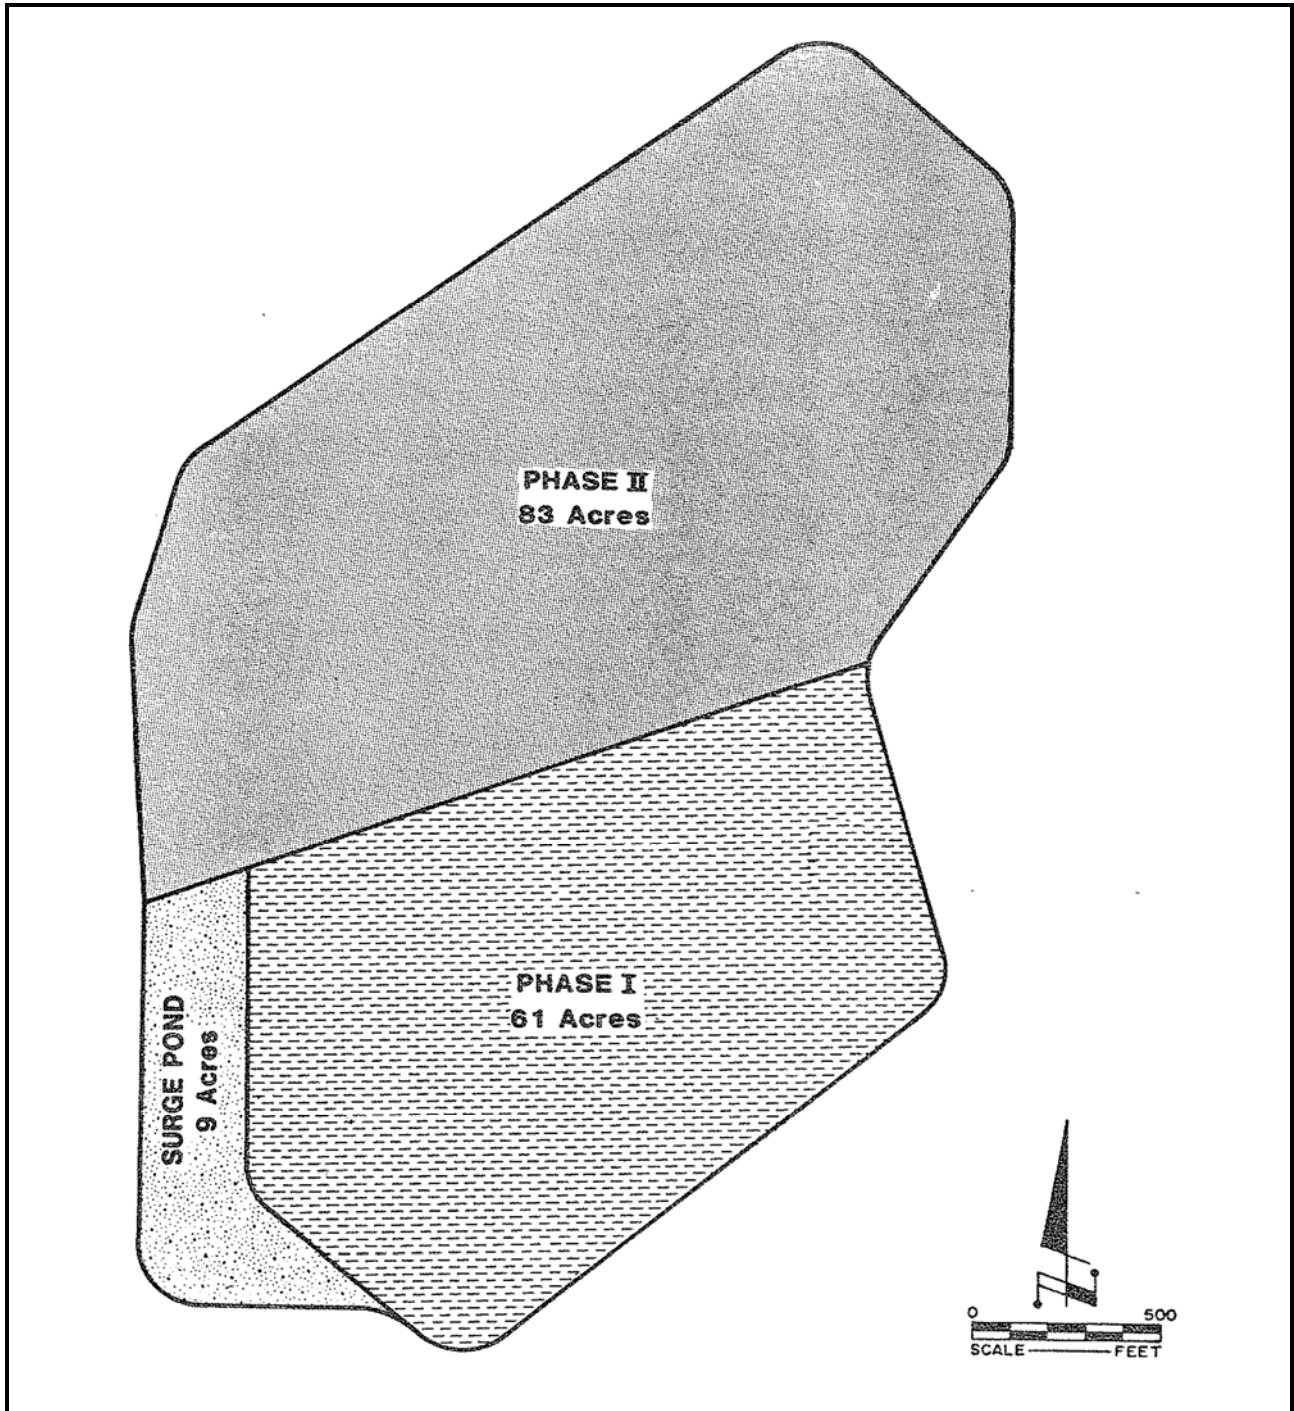 PHASE II
83 Acres
PHASE I
61 Acres
SURGE POND
9 Acres
0 500
SCALE FEET